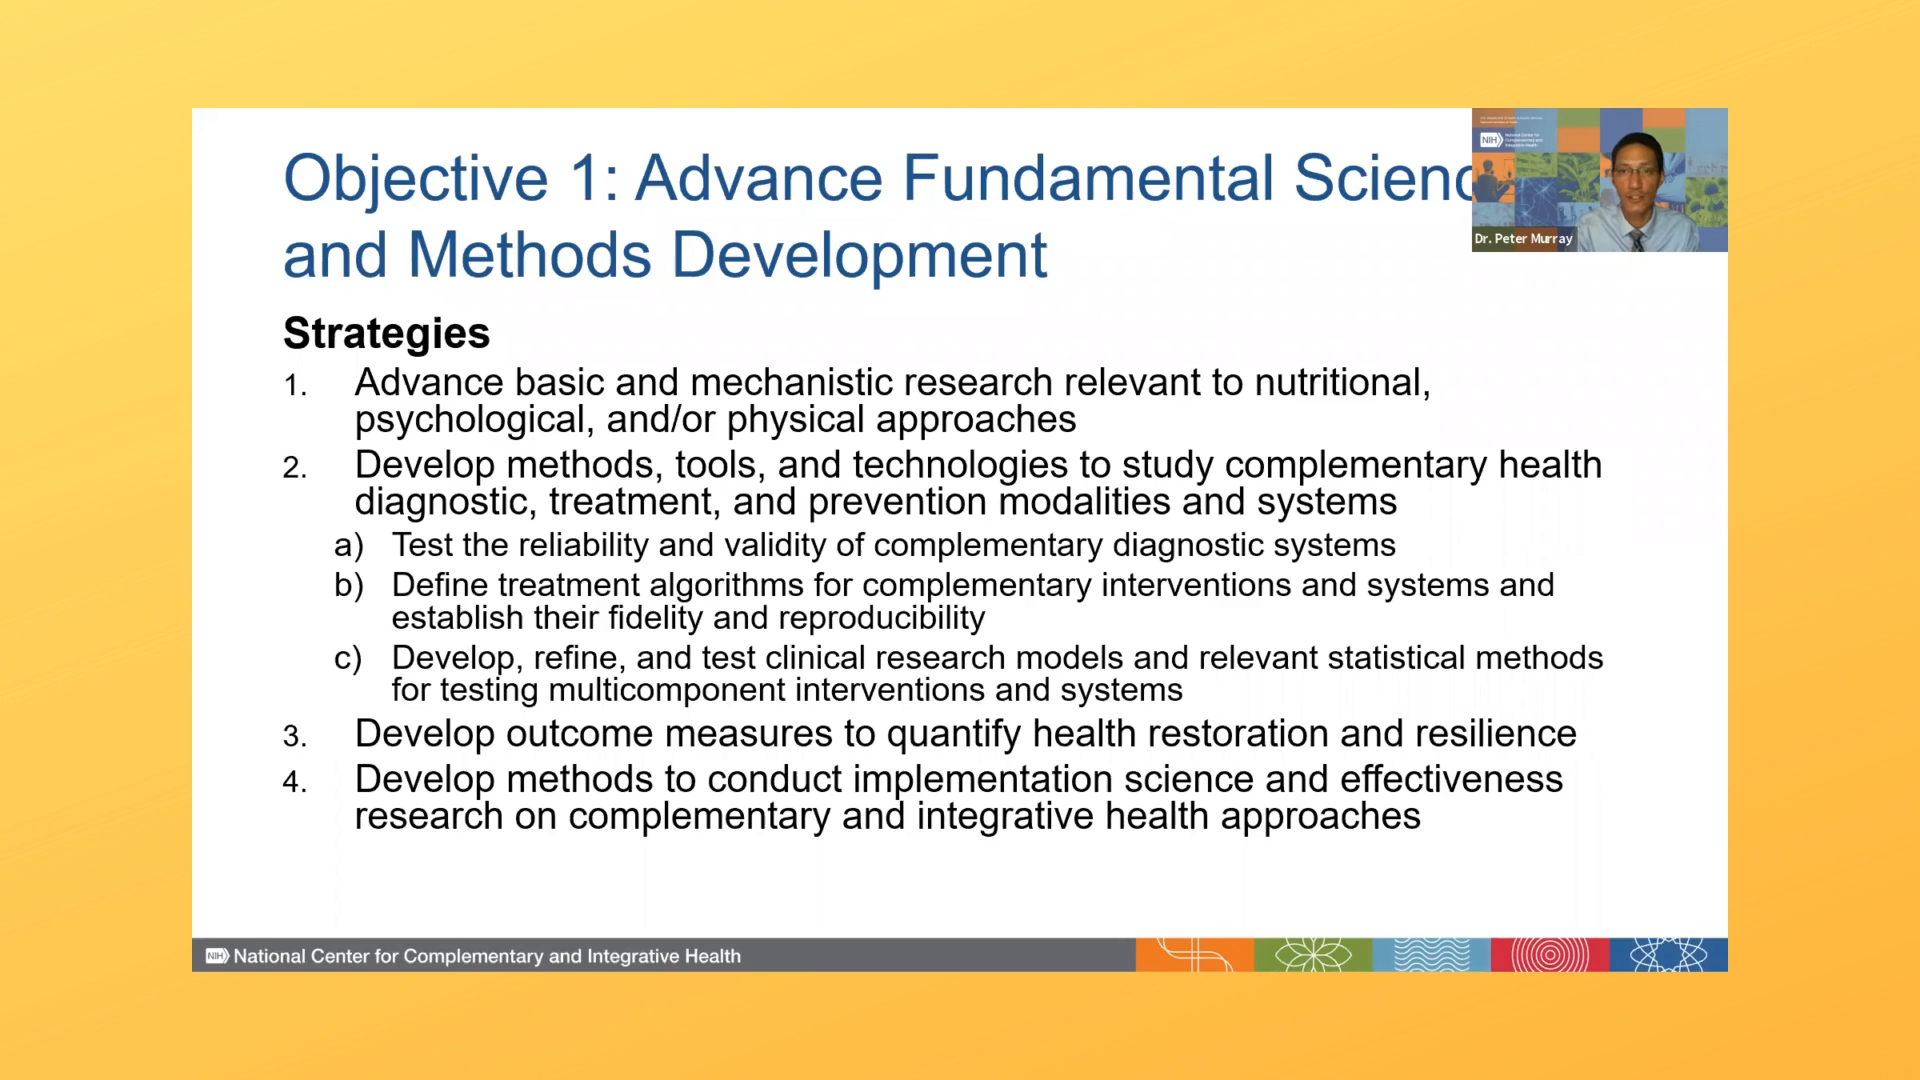 Objective 1: Advance Fundamental Scienc
and Methods Development
NIH
Dr. Peter Murray
Strategies
1. Advance basic and mechanistic research relevant to nutritional,
psychological, and/or physical approaches
2. Develop methods, tools, and technologies to study complementary health
diagnostic, treatment, and prevention modalities and systems
a) Test the reliability and validity of complementary diagnostic systems
b) Define treatment algorithms for complementary interventions and systems and
establish their fidelity and reproducibility
c) Develop, refine, and test clinical research models and relevant statistical methods
for testing multicomponent interventions and systems
3. Develop outcome measures to quantify health restoration and resilience
4. Develop methods to conduct implementation science and effectiveness
research on complementary and integrative health approaches
NIH National Center for Complementary and Integrative Health